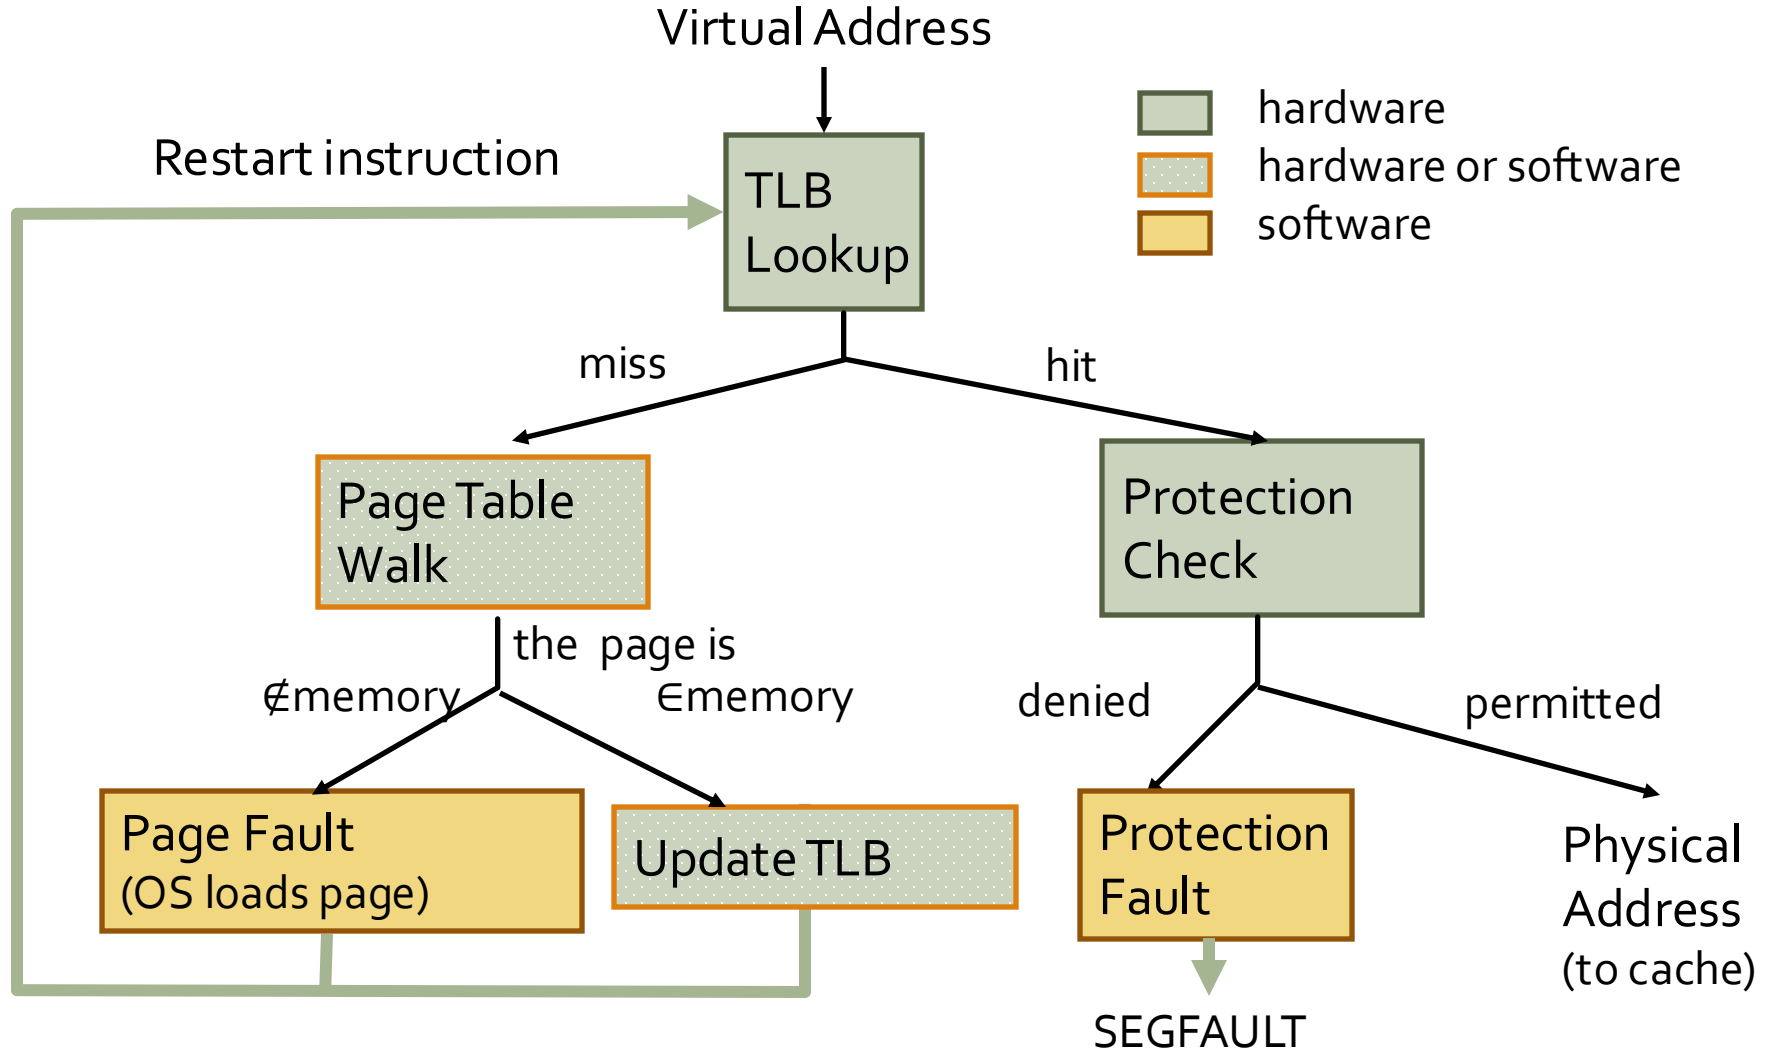 Virtual Address
hardware
hardware or software
software
Restart instruction
TLB
Lookup
miss
hit
Page Table
Walk
Protection
Check
the page is
∉memory
∈memory
denied
permitted
Page Fault
(OS loads page)
Update TLB
Protection
Fault
Physical
Address
(to cache)
SEGFAULT